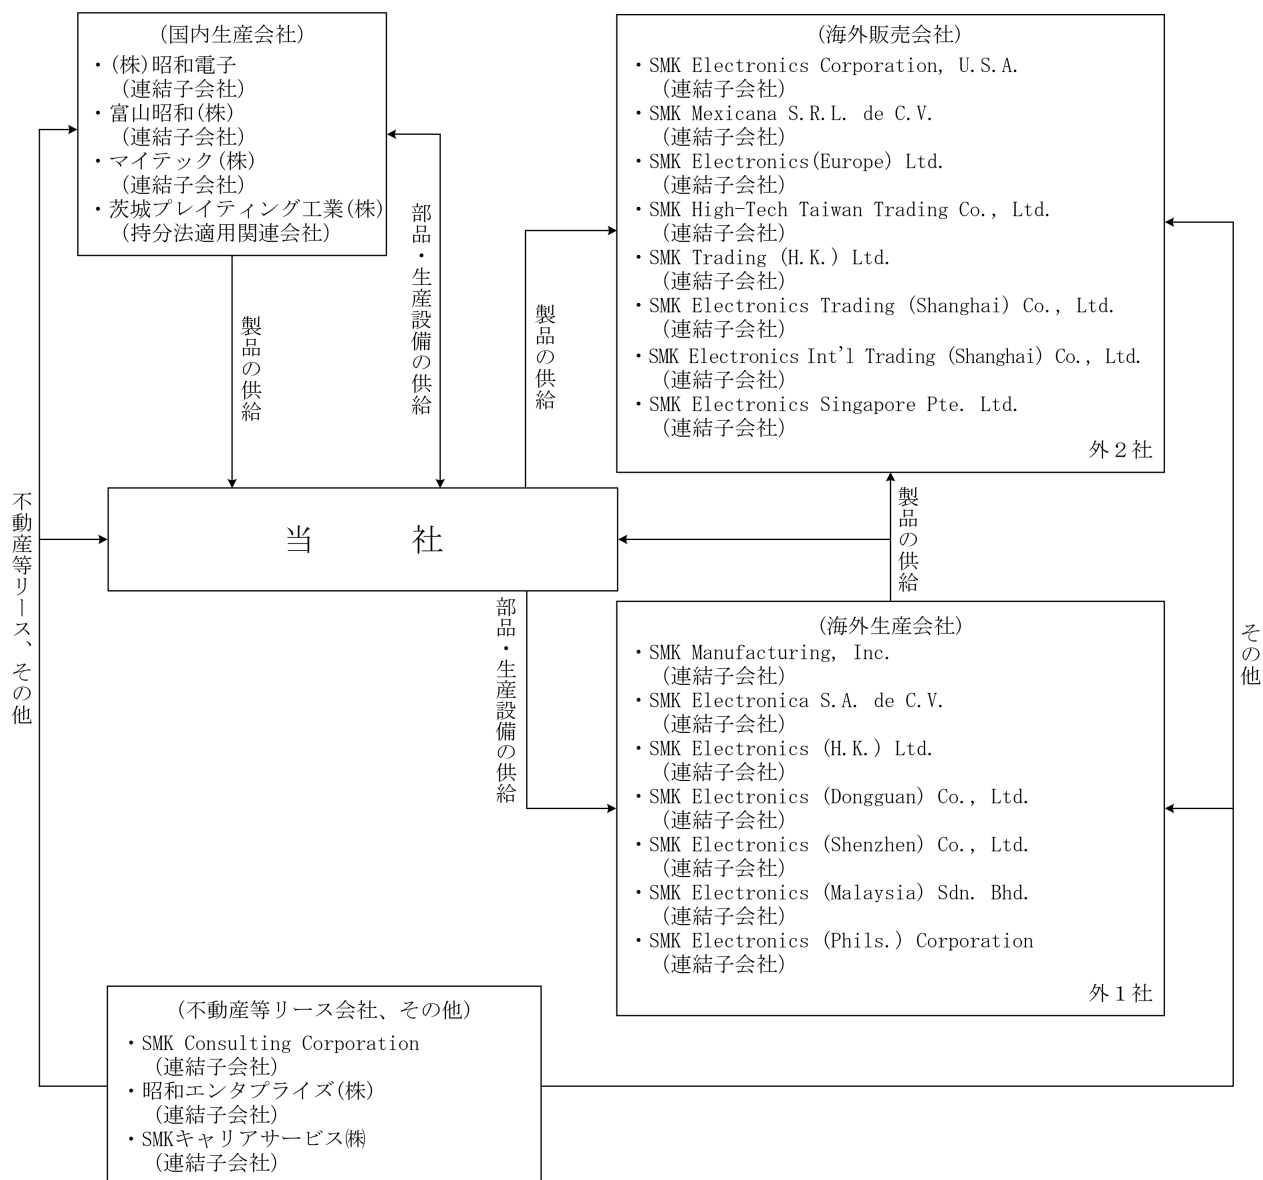 (国内生産会社)
・(株)昭和電子
(連結子会社)
・富山昭和(株)
(連結子会社)
・マイテック(株)
(連結子会社)
・茨城プレイティング工業(株)
(持分法適用関連会社)
(海外販売会社)
・SMK Electronics Corporation, U.S.A.
(連結子会社)
・SMK Mexicana S.R.L. de C.V.
(連結子会社)
・SMK Electronics(Europe) Ltd.
(連結子会社)
・SMK High-Tech Taiwan Trading Co., Ltd.
(連結子会社)
・SMK Trading (H.K.) Ltd.
(連結子会社)
・SMK Electronics Trading (Shanghai) Co., Ltd.
(連結子会社)
・SMK Electronics Int'l Trading (Shanghai) Co., Ltd.
(連結子会社)
・SMK Electronics Singapore Pte. Ltd.
(連結子会社)
外2社
製品の供給
部品・生産設備の供給
製品の供給
当 社
製品の供給
不動産等リース、その他
部品・生産設備の供給
その他
(海外生産会社)
・SMK Manufacturing, Inc.
(連結子会社)
・SMK Electronica S.A. de C.V.
(連結子会社)
・SMK Electronics (H.K.) Ltd.
(連結子会社)
・SMK Electronics (Dongguan) Co., Ltd.
(連結子会社)
・SMK Electronics (Shenzhen) Co., Ltd.
(連結子会社)
・SMK Electronics (Malaysia) Sdn. Bhd.
(連結子会社)
・SMK Electronics (Phils.) Corporation
(連結子会社)
外1社
(不動産等リース会社、その他)
・SMK Consulting Corporation
(連結子会社)
・昭和エンタプライズ(株)
(連結子会社)
・SMKキャリアサービス㈱
(連結子会社)